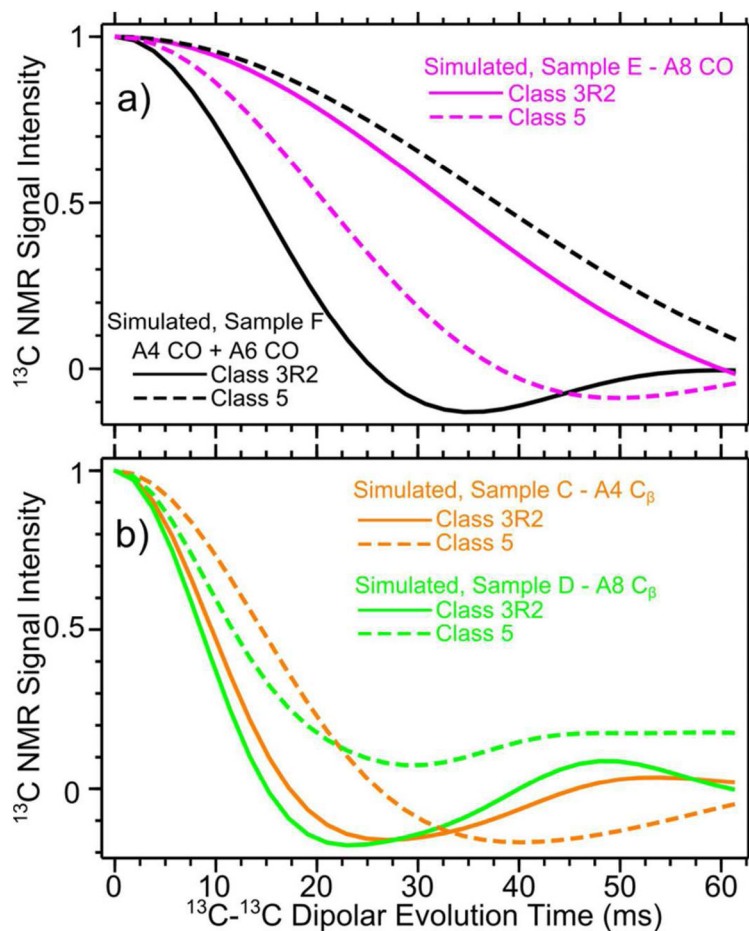 1
a)
Simulated, Sample E - A8 CO
Class 3R2
Class 5
¹³C NMR Signal Intensity
0.5
Simulated, Sample F
A4 CO + A6 CO
Class 3R2
Class 5
0
1
b)
Simulated, Sample C - A4 Cᵦ
Class 3R2
Class 5
Simulated, Sample D - A8 Cᵦ
Class 3R2
Class 5
¹³C NMR Signal Intensity
0.5
0
0 10 20 30 40 50 60
¹³C-¹³C Dipolar Evolution Time (ms)